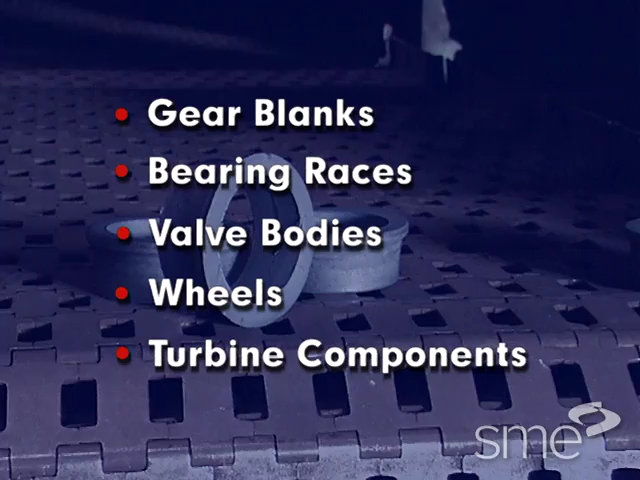 • Gear Blanks
• Bearing Races
• Valve Bodies
• Wheels
• Turbine Components
sme